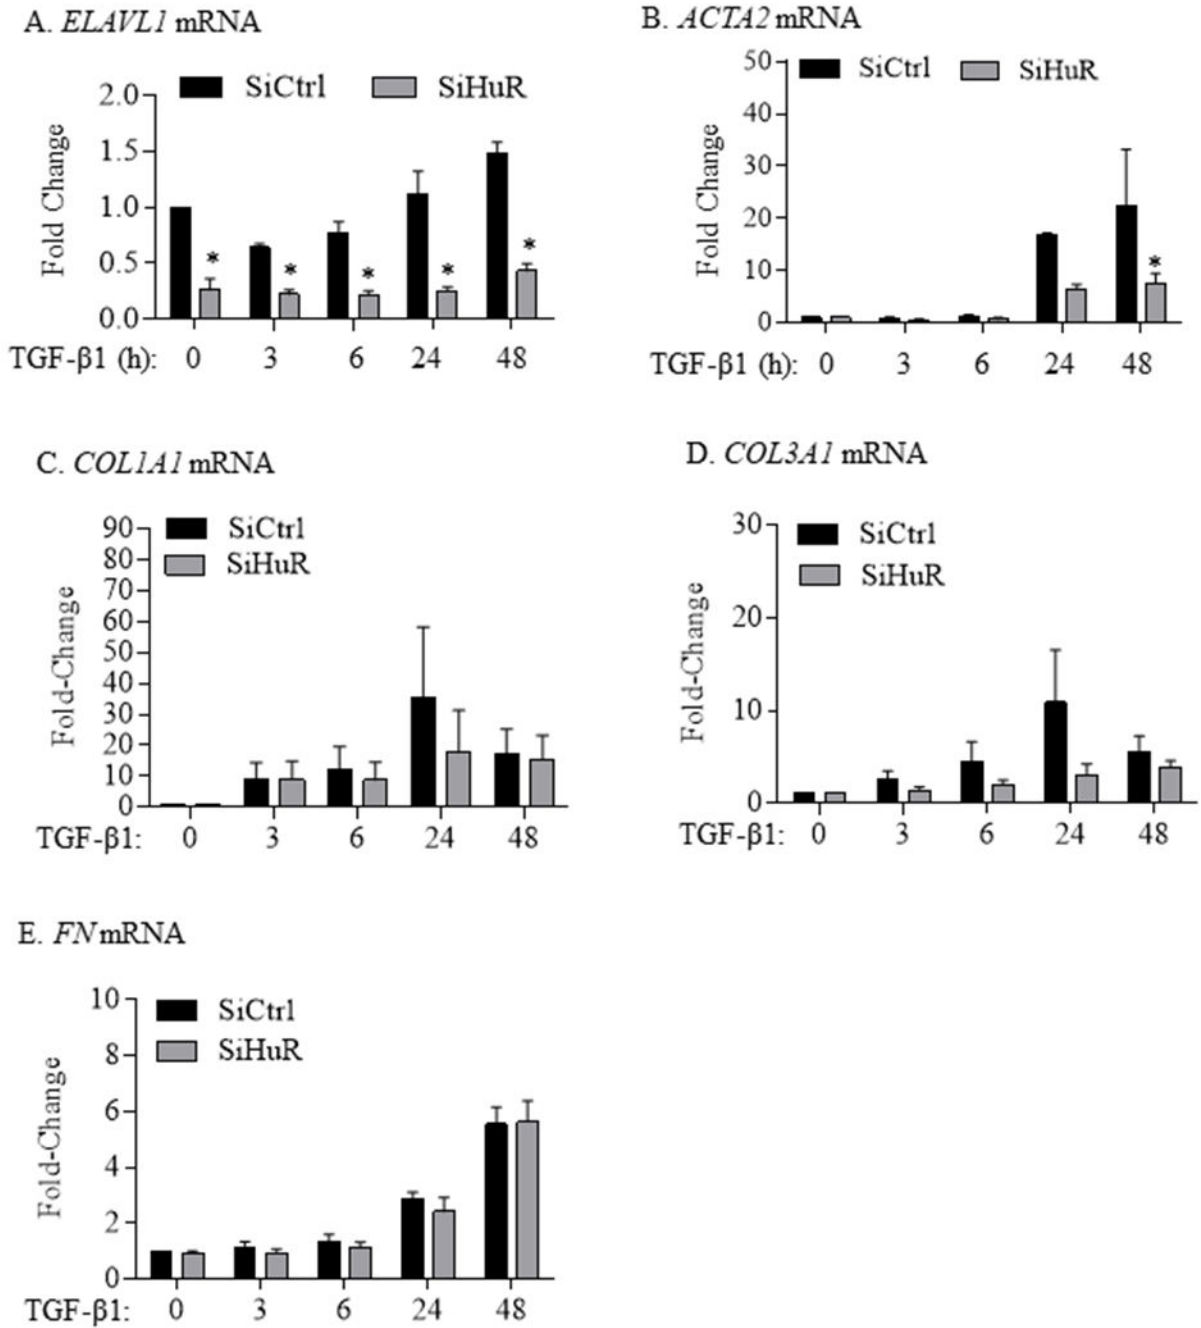 A. ELAVL1 mRNA
SiCtrl SiHuR
2.0
1.5
1.0
0.5
0.0
Fold Change
* * * * *
TGF-β1 (h): 0 3 6 24 48
B. ACTA2 mRNA
SiCtrl SiHuR
50
40
30
20
10
0
Fold Change
*
TGF-β1 (h): 0 3 6 24 48
C. COL1A1 mRNA
SiCtrl
SiHuR
90
80
70
60
50
40
30
20
10
0
Fold-Change
TGF-β1: 0 3 6 24 48
D. COL3A1 mRNA
SiCtrl
SiHuR
30
20
10
0
Fold-Change
TGF-β1: 0 3 6 24 48
E. FN mRNA
SiCtrl
SiHuR
10
8
6
4
2
0
Fold-Change
TGF-β1: 0 3 6 24 48